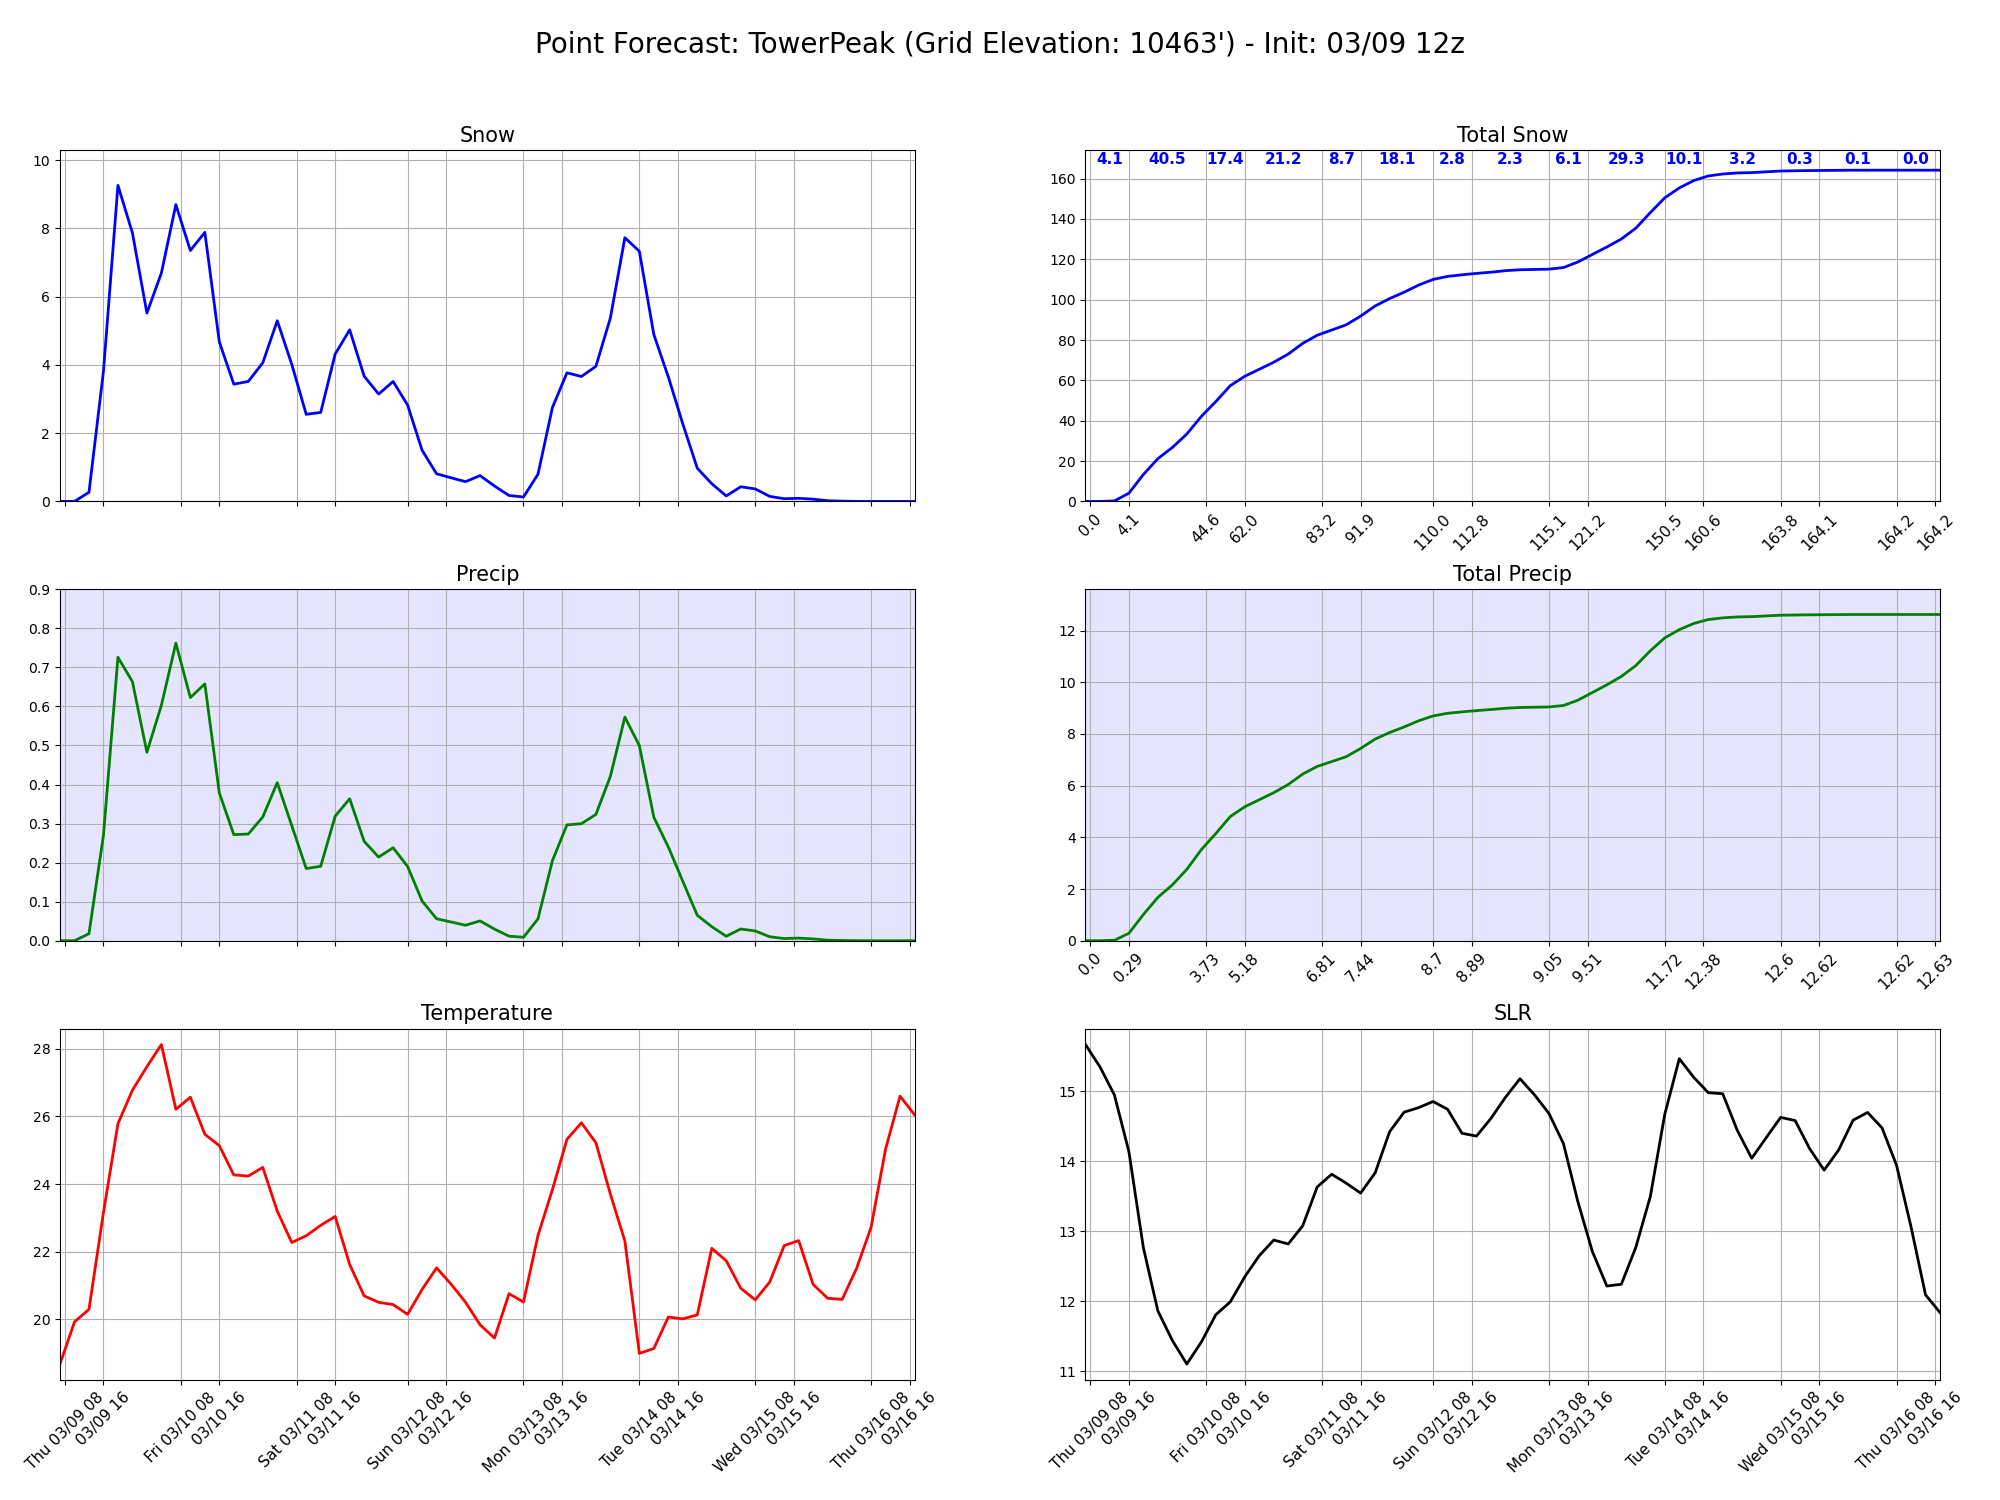 Point Forecast: TowerPeak (Grid Elevation: 10463') - Init: 03/09 12z
Snow
10
8
6
4
2
0
Total Snow
4.1 40.5 17.4 21.2 8.7 18.1 2.8 2.3 6.1 29.3 10.1 3.2 0.3 0.1 0.0
160
140
120
100
80
60
40
20
0
0.0 4.1 44.6 62.0 83.2 91.9 110.0 112.8 115.1 121.2 150.5 160.6 163.8 164.1 164.2 164.2
Precip
0.9
0.8
0.7
0.6
0.5
0.4
0.3
0.2
0.1
0.0
Total Precip
12
10
8
6
4
2
0
0.0 0.29 3.73 5.18 6.81 7.44 8.7 8.89 9.05 9.51 11.72 12.38 12.6 12.62 12.62 12.63
Temperature
28
26
24
22
20
Thu 03/09 08
03/09 16
Fri 03/10 08
03/10 16
Sat 03/11 08
03/11 16
Sun 03/12 08
03/12 16
Mon 03/13 08
03/13 16
Tue 03/14 08
03/14 16
Wed 03/15 08
03/15 16
Thu 03/16 08
03/16 16
SLR
15
14
13
12
11
Thu 03/09 08
03/09 16
Fri 03/10 08
03/10 16
Sat 03/11 08
03/11 16
Sun 03/12 08
03/12 16
Mon 03/13 08
03/13 16
Tue 03/14 08
03/14 16
Wed 03/15 08
03/15 16
Thu 03/16 08
03/16 16